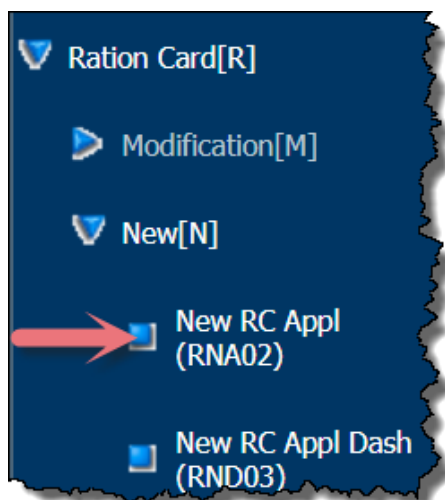 Ration Card[R]
Modification[M]
New[N]
New RC Appl
(RNA02)
New RC Appl Dash
(RND03)